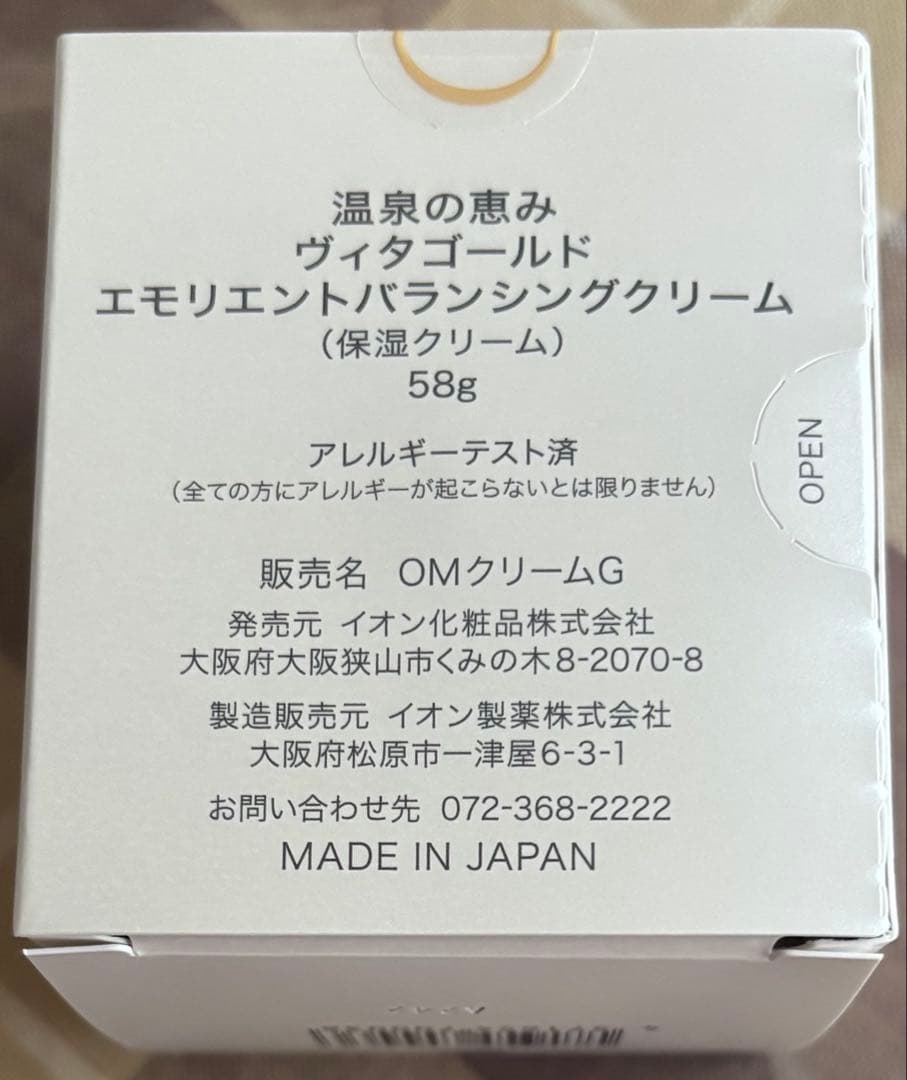 温泉の恵み
ヴィタゴールド
エモリエントバランシングクリーム
（保湿クリーム）
58g
アレルギーテスト済
（全ての方にアレルギーが起こらないとは限りません）
OPEN
販売名 OMクリームG
発売元 イオン化粧品株式会社
大阪府大阪狭山市くみの木8-2070-8
製造販売元 イオン製薬株式会社
大阪府松原市一津屋6-3-1
お問い合わせ先 072-368-2222
MADE IN JAPAN